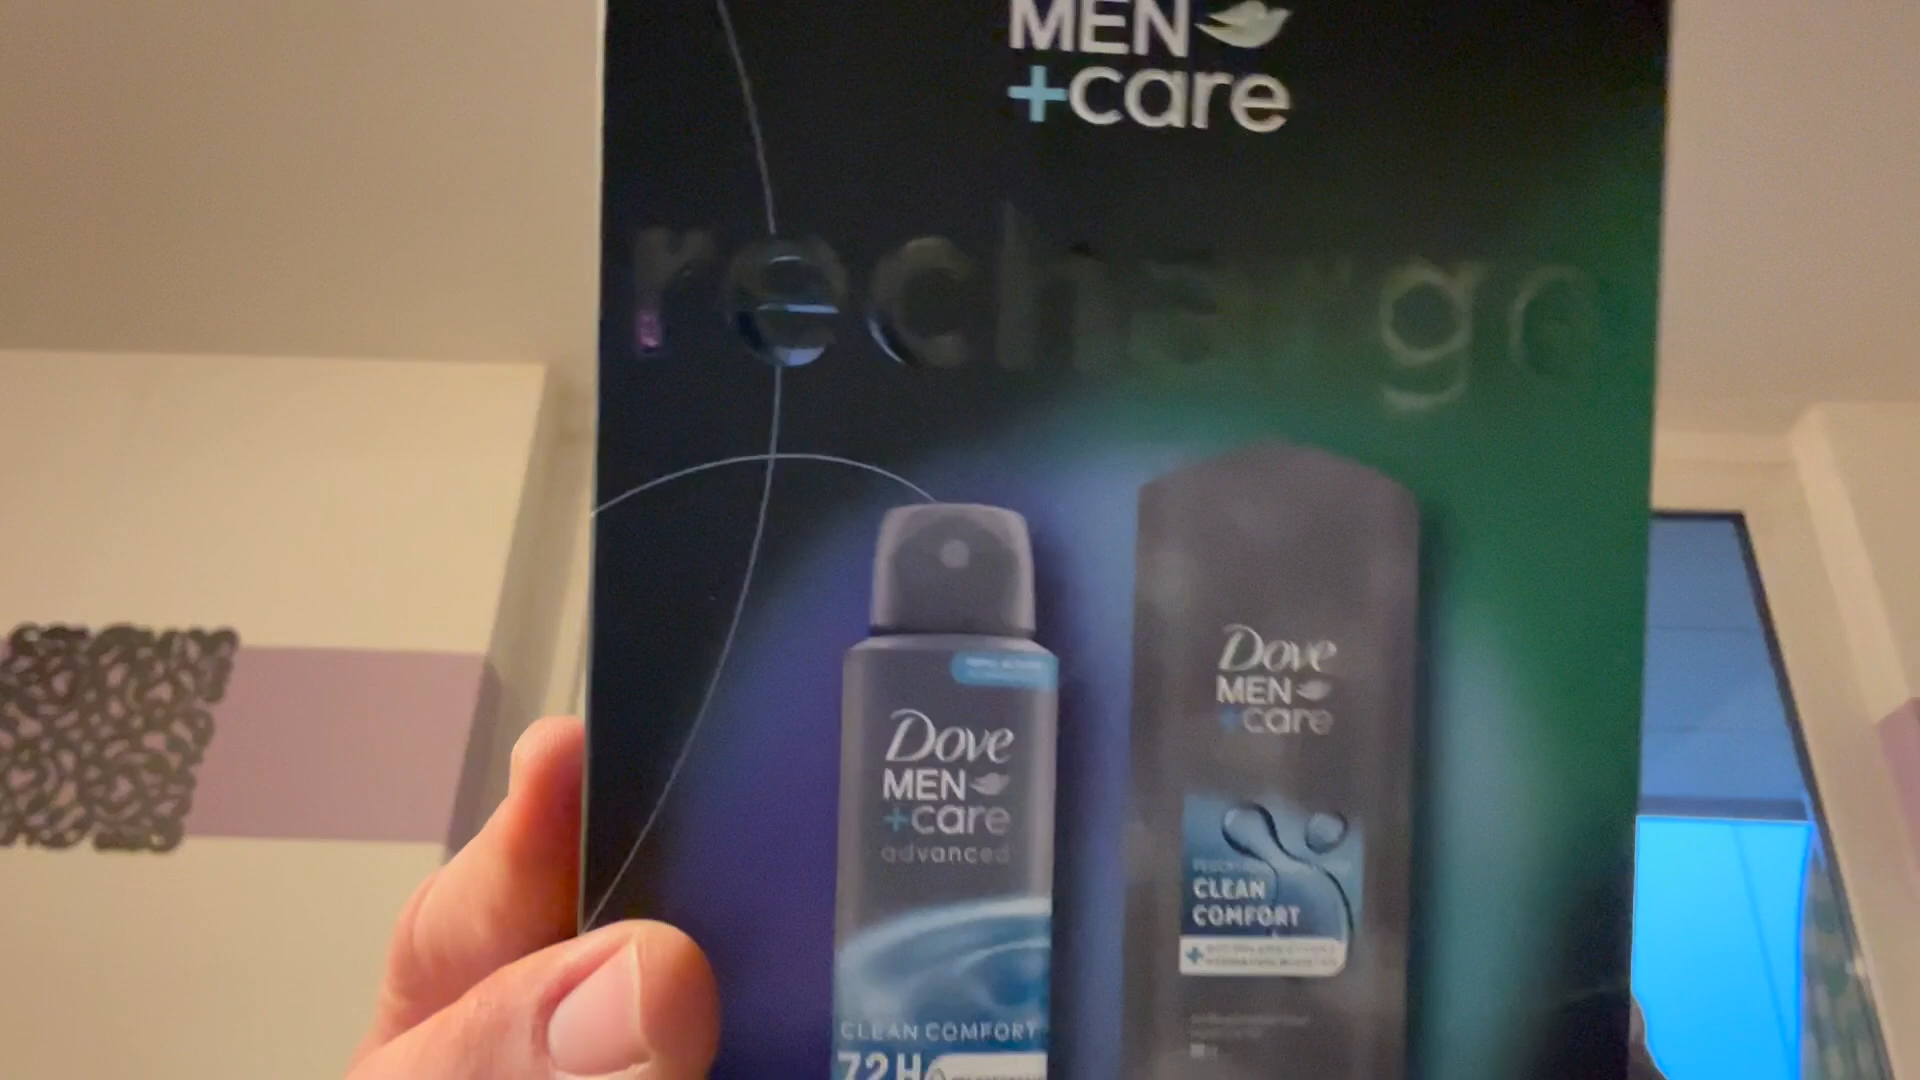 MEN
+care
recharge
Dove
MEN
+care
advanced
CLEAN COMFORT
72H
Dove
MEN
+care
CLEAN
COMFORT